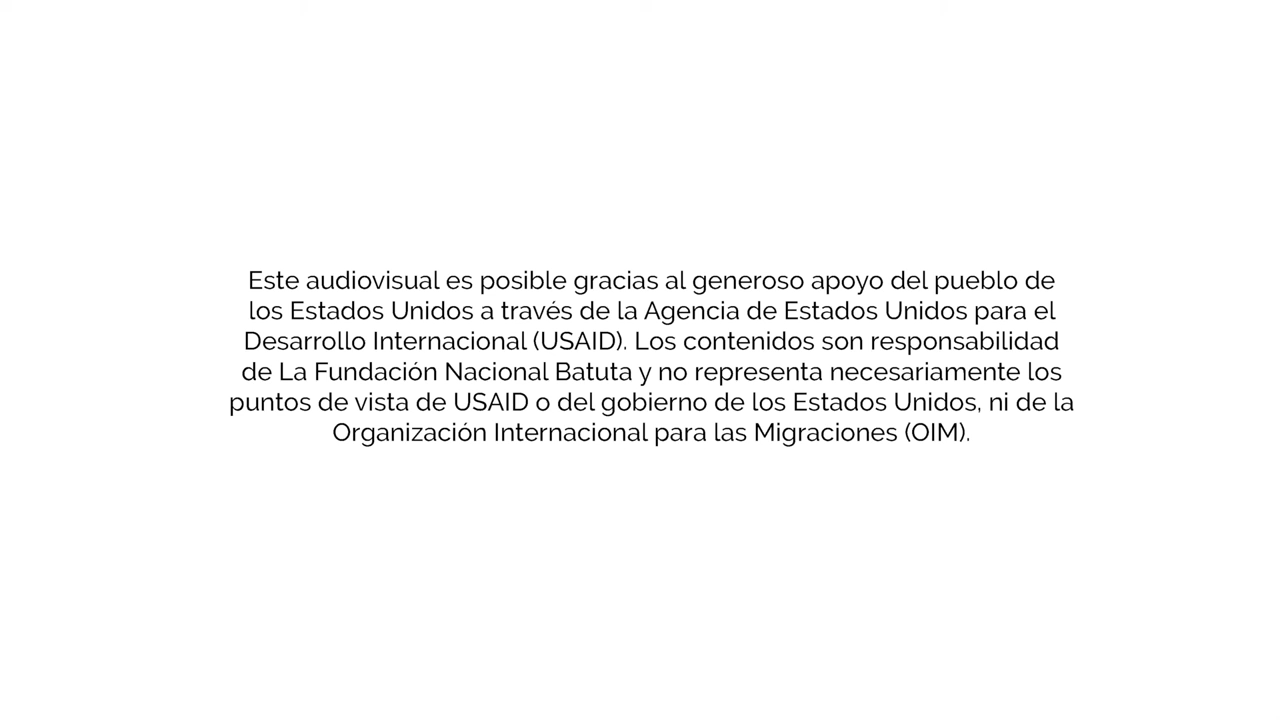 Este audiovisual es posible gracias al generoso apoyo del pueblo de
los Estados Unidos a través de la Agencia de Estados Unidos para el
Desarrollo Internacional (USAID). Los contenidos son responsabilidad
de La Fundación Nacional Batuta y no representa necesariamente los
puntos de vista de USAID o del gobierno de los Estados Unidos, ni de la
Organización Internacional para las Migraciones (OIM).